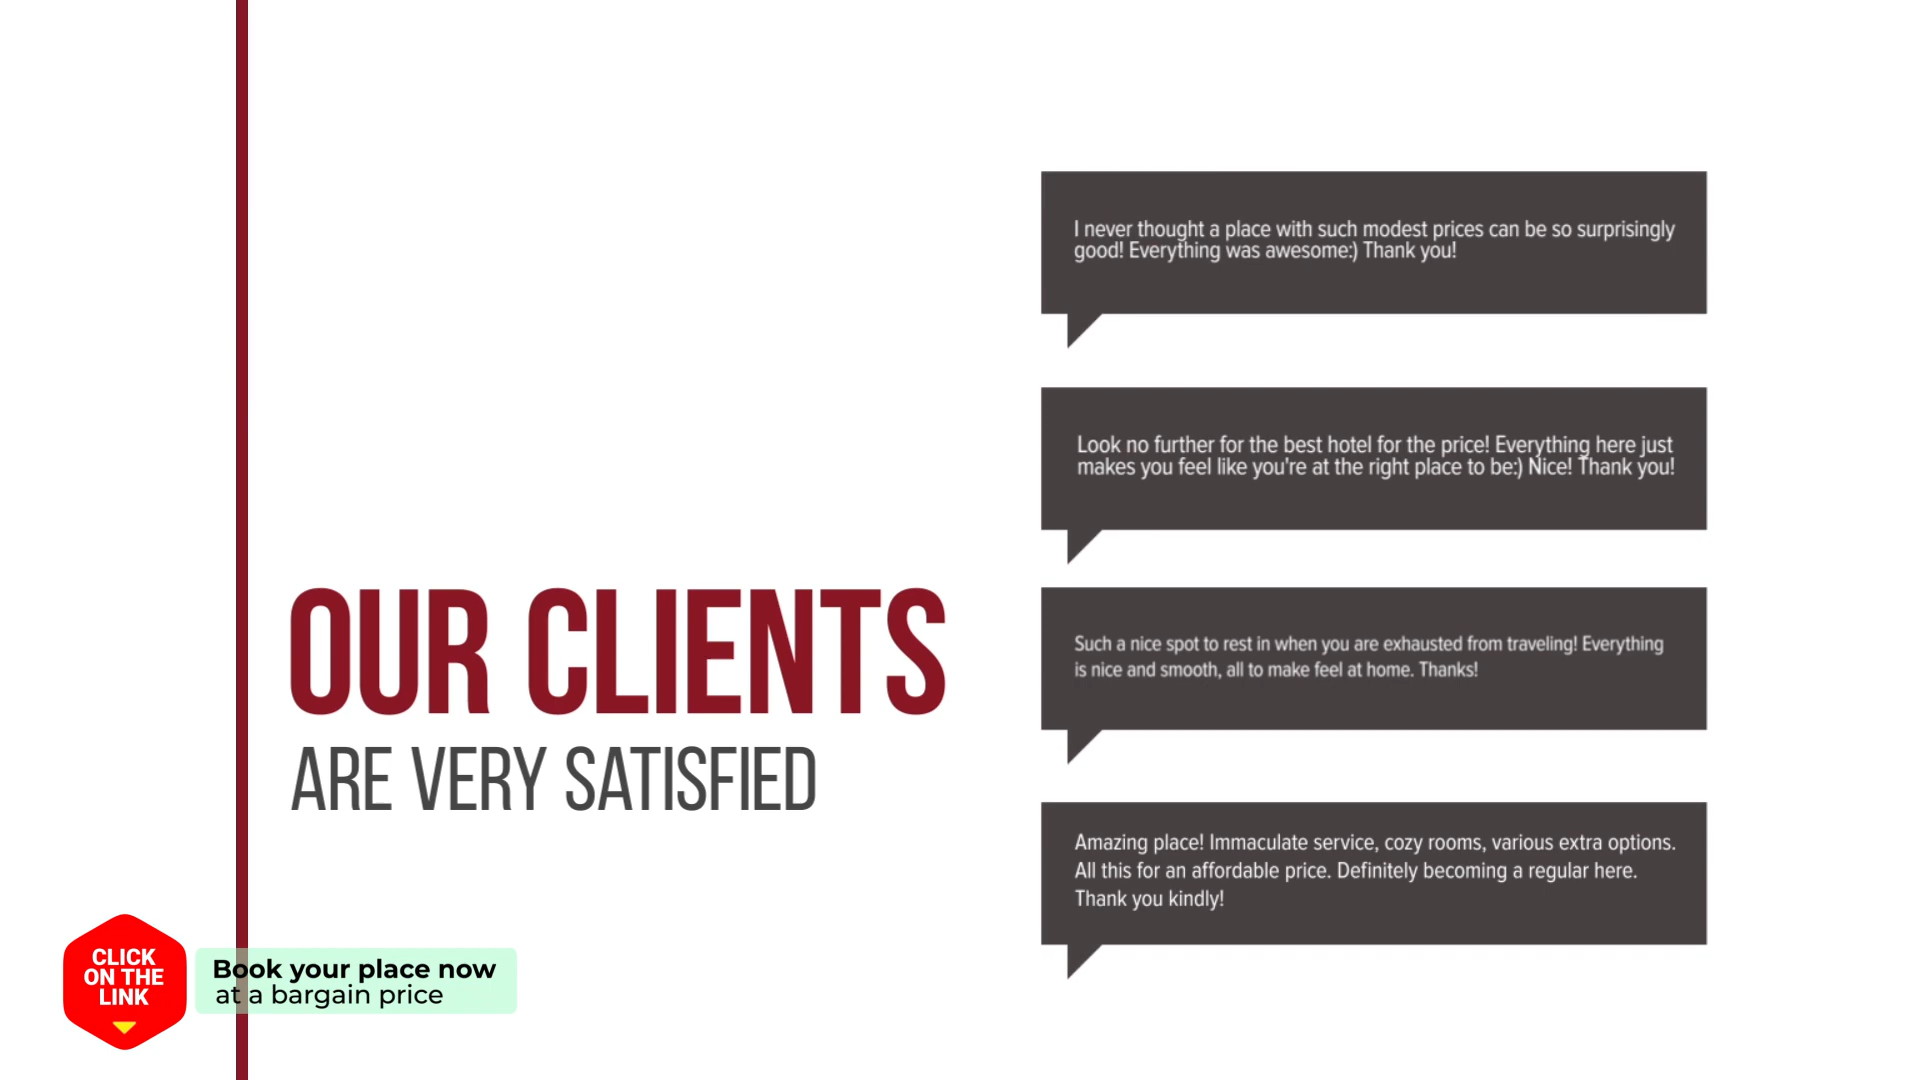 OUR CLIENTS
ARE VERY SATISFIED
I never thought a place with such modest prices can be so surprisingly
good! Everything was awesome:) Thank you!
Look no further for the best hotel for the price! Everything here just
makes you feel like you're at the right place to be:) Nice! Thank you!
Such a nice spot to rest in when you are exhausted from traveling! Everything
is nice and smooth, all to make feel at home. Thanks!
Amazing place! Immaculate service, cozy rooms, various extra options.
All this for an affordable price. Definitely becoming a regular here.
Thank you kindly!
CLICK
ON THE
LINK
Book your place now
at a bargain price